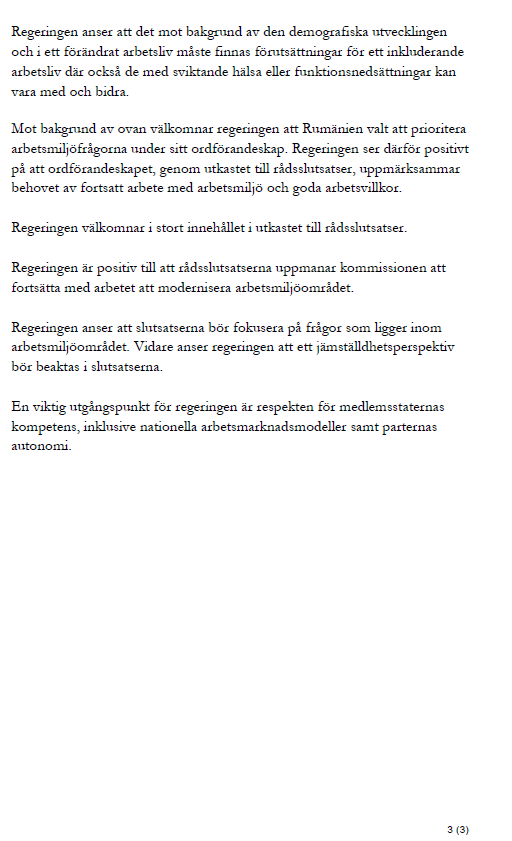 Regeringen anser att det mot bakgrund av den demografiska utvecklingen
och i ett förändrat arbetsliv måste finnas förutsättningar för ett inkluderande
arbetsliv där också de med sviktande hälsa eller funktionsnedsättningar kan
vara med och bidra.
Mot bakgrund av ovan välkomnar regeringen att Rumänien valt att prioritera
arbetsmiljöfrågorna under sitt ordförandeskap. Regeringen ser därför positivt
på att ordförandeskapet, genom utkastet till rådsslutsatser, uppmärksammar
behovet av fortsatt arbete med arbetsmiljö och goda arbetsvillkor.
Regeringen välkomnar i stort innehållet i utkastet till rådsslutsatser.
Regeringen är positiv till att rådsslutsatserna uppmanar kommissionen att
fortsätta med arbetet att modernisera arbetsmiljöområdet.
Regeringen anser att slutsatserna bör fokusera på frågor som ligger inom
arbetsmiljöområdet. Vidare anser regeringen att ett jämställdhetsperspektiv
bör beaktas i slutsatserna.
En viktig utgångspunkt för regeringen är respekten för medlemsstaternas
kompetens, inklusive nationella arbetsmarknadsmodeller samt parternas
autonomi.
3 (3)